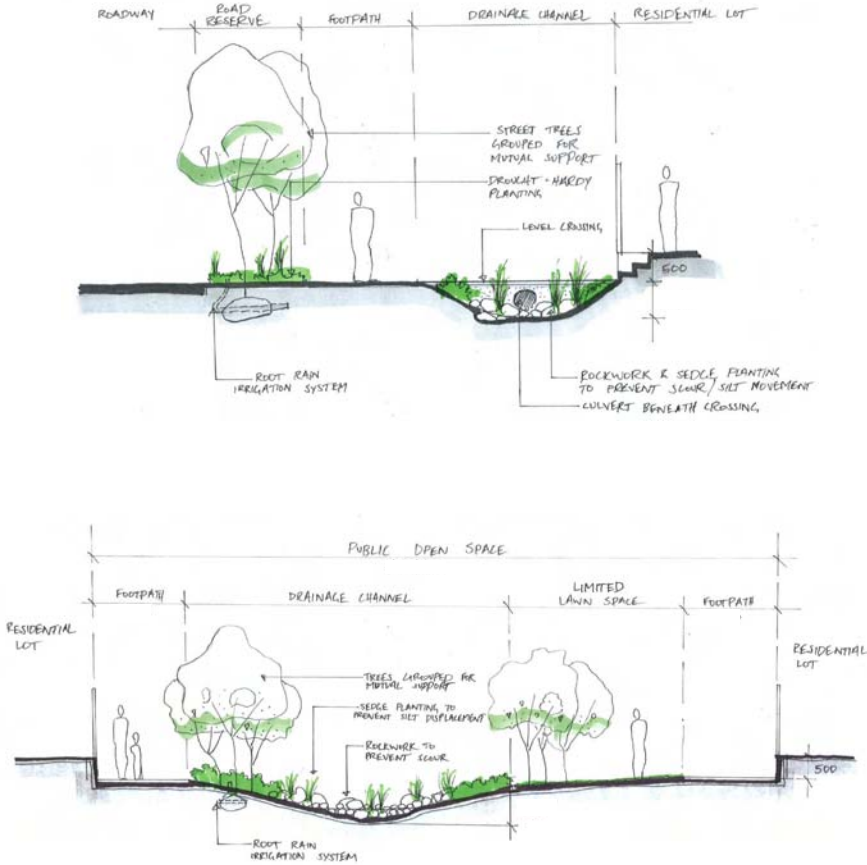 ROADWAY
ROAD
RESERVE
FOOTPATH
DRAINAGE CHANNEL
RESIDENTIAL LOT
STREET TREES
GROUPED FOR
MUTUAL SUPPORT
DROUGHT-HARDY
PLANTING
LEVEL CROSSING
500
ROOT RAIN
IRRIGATION SYSTEM
ROCKWORK & SEDGE PLANTING
TO PREVENT SCOUR/SILT MOVEMENT
CULVERT BENEATH CROSSING
PUBLIC OPEN SPACE
FOOTPATH
DRAINAGE CHANNEL
LIMITED
LAWN SPACE
FOOTPATH
RESIDENTIAL
LOT
RESIDENTIAL
LOT
TREES GROUPED FOR
MUTUAL SUPPORT
SEDGE PLANTING TO
PREVENT SILT DISPLACEMENT
ROCKWORK TO
PREVENT SCOUR
500
ROOT RAIN
IRRIGATION SYSTEM